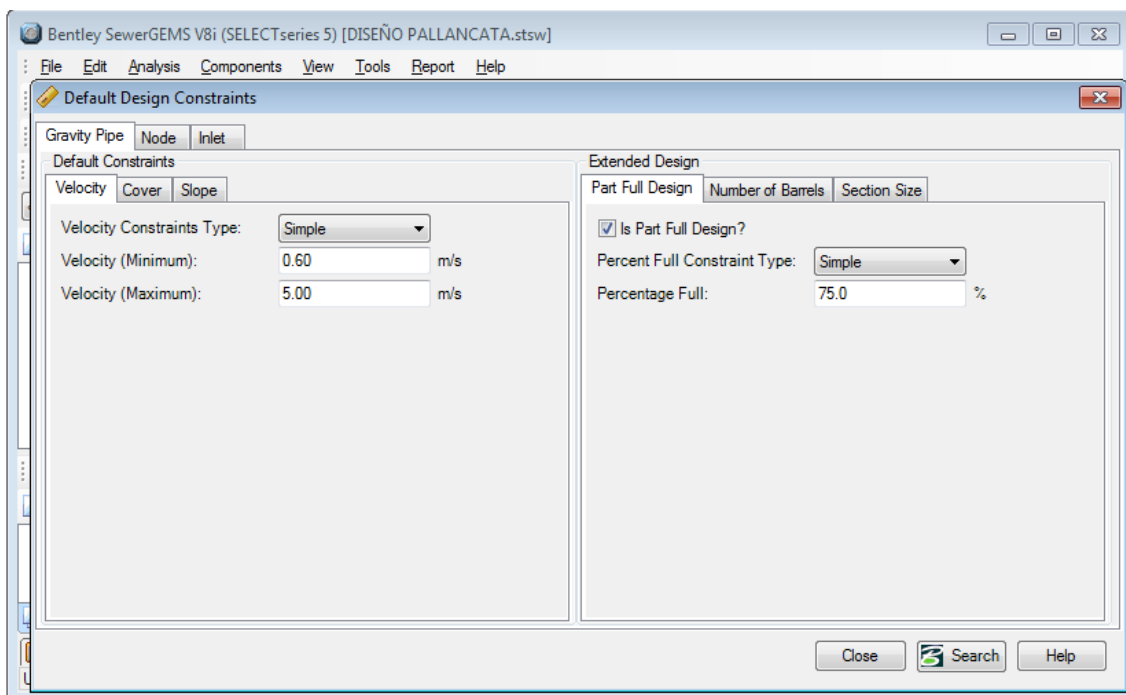 Bentley SewerGEMS V8i (SELECTseries 5) [DISEÑO PALLANCATA.stsw]
File Edit Analysis Components View Tools Report Help
Default Design Constraints
Gravity Pipe Node Inlet
Default Constraints
Velocity Cover Slope
Velocity Constraints Type: Simple
Velocity (Minimum): 0.60 m/s
Velocity (Maximum): 5.00 m/s
Extended Design
Part Full Design Number of Barrels Section Size
Is Part Full Design?
Percent Full Constraint Type: Simple
Percentage Full: 75.0 %
Close Search Help